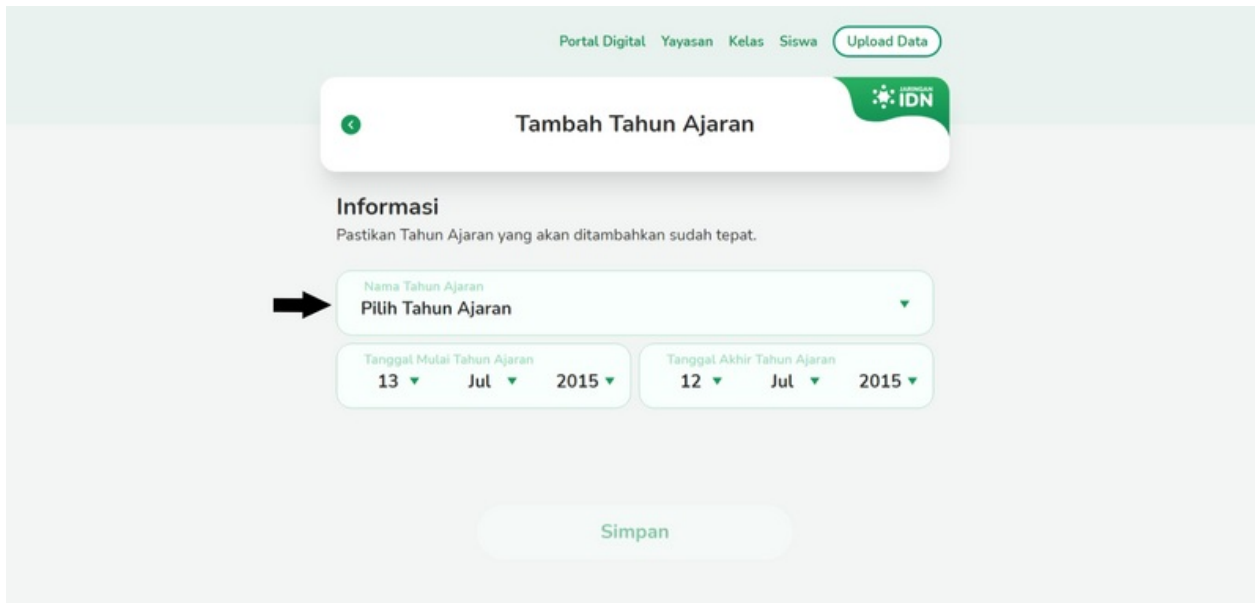 Portal Digital Yayasan Kelas Siswa Upload Data
JARINGAN
IDN
Tambah Tahun Ajaran
Informasi
Pastikan Tahun Ajaran yang akan ditambahkan sudah tepat.
Nama Tahun Ajaran
Pilih Tahun Ajaran
Tanggal Mulai Tahun Ajaran Tanggal Akhir Tahun Ajaran
13 Jul 2015 12 Jul 2015
Simpan